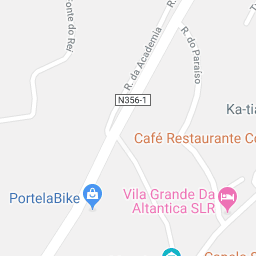 Fonte do Rei
R. da Academia
R.
R. do Paraíso
N356-1
Ka-tia
Café Restaurante Co
PortelaBike
Vila Grande Da
Altantica SLR